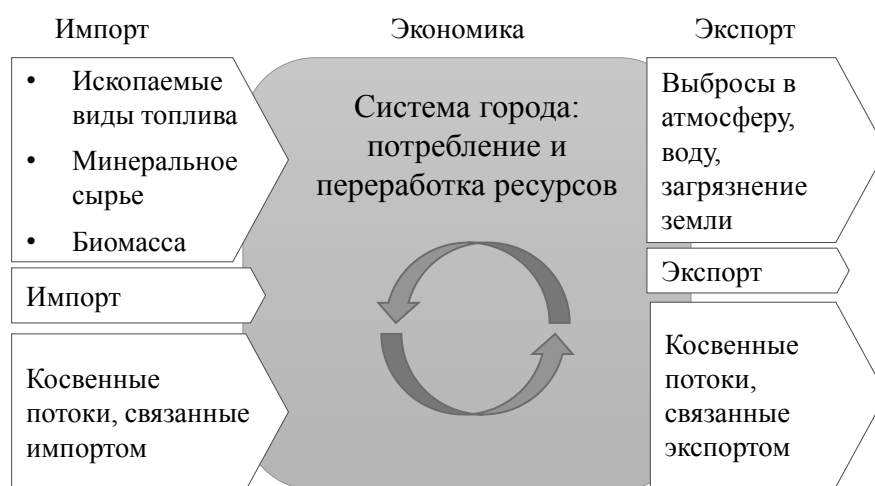 Импорт
Экономика
Экспорт
• Ископаемые
виды топлива
• Минеральное
сырье
• Биомасса
Импорт
Косвенные
потоки, связанные
импортом
Система города:
потребление и
переработка ресурсов
Выбросы в
атмосферу,
воду,
загрязнение
земли
Экспорт
Косвенные
потоки,
связанные
экспортом